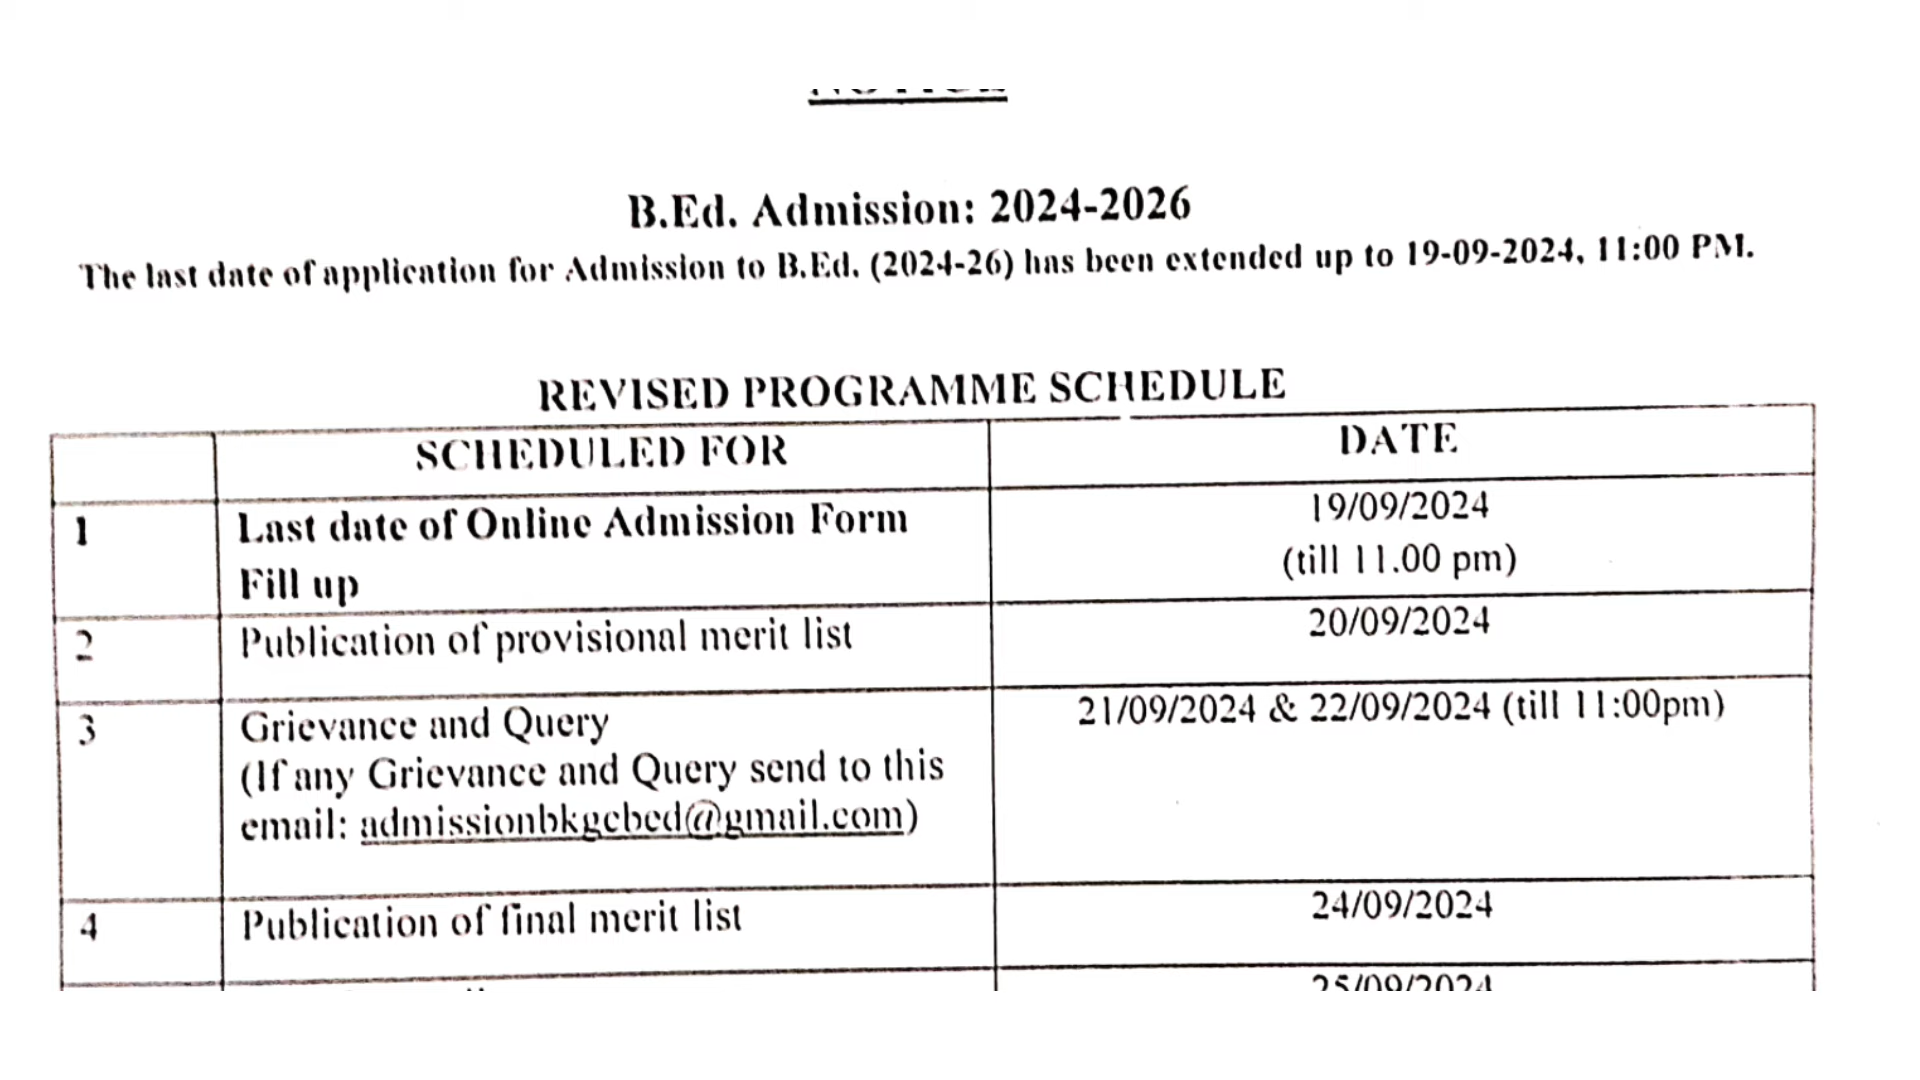 NOTICE
B.Ed. Admission: 2024-2026
The last date of application for Admission to B.Ed. (2024-26) has been extended up to 19-09-2024, 11:00 PM.
REVISED PROGRAMME SCHEDULE
SCHEDULED FOR DATE
1 Last date of Online Admission Form 19/09/2024
Fill up (till 11.00 pm)
2 Publication of provisional merit list 20/09/2024
3 Grievance and Query 21/09/2024 & 22/09/2024 (till 11:00pm)
(If any Grievance and Query send to this
email: admissionbkgcbed@gmail.com)
4 Publication of final merit list 24/09/2024
25/09/2024